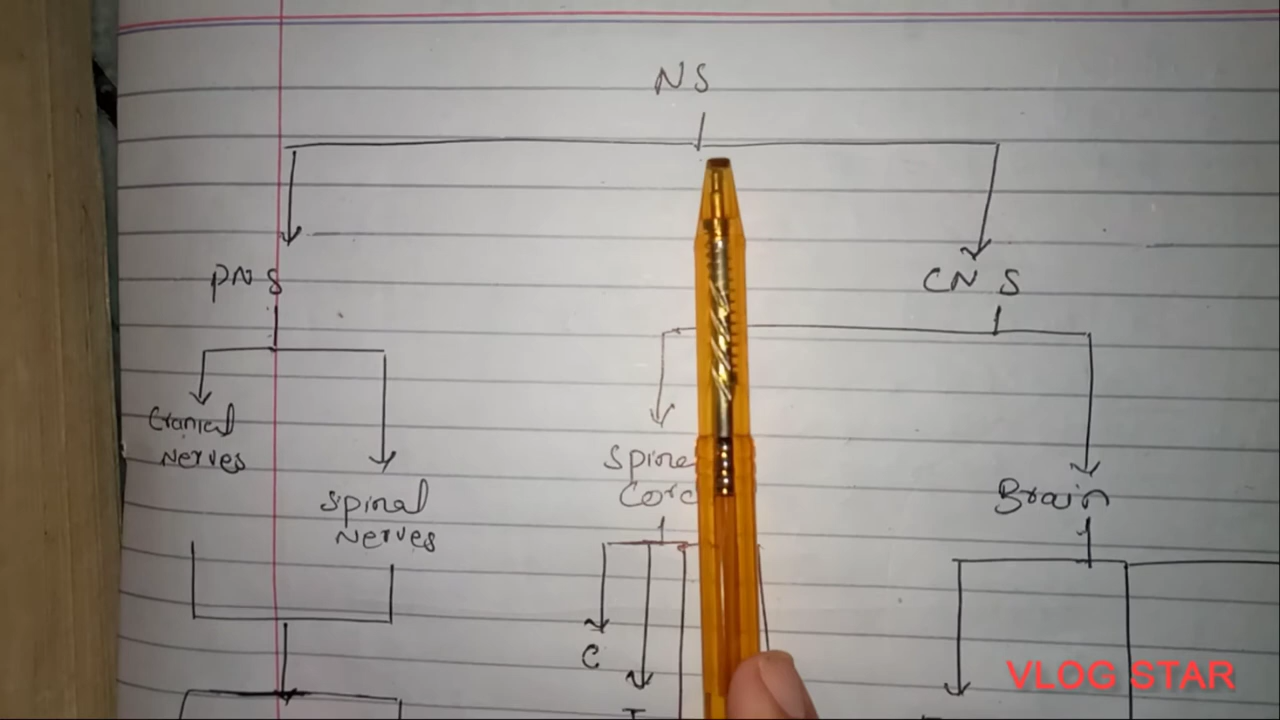 NS
PNS
CNS
Cranial
Nerves
Spinal
Nerves
Brain
C
VLOG STAR